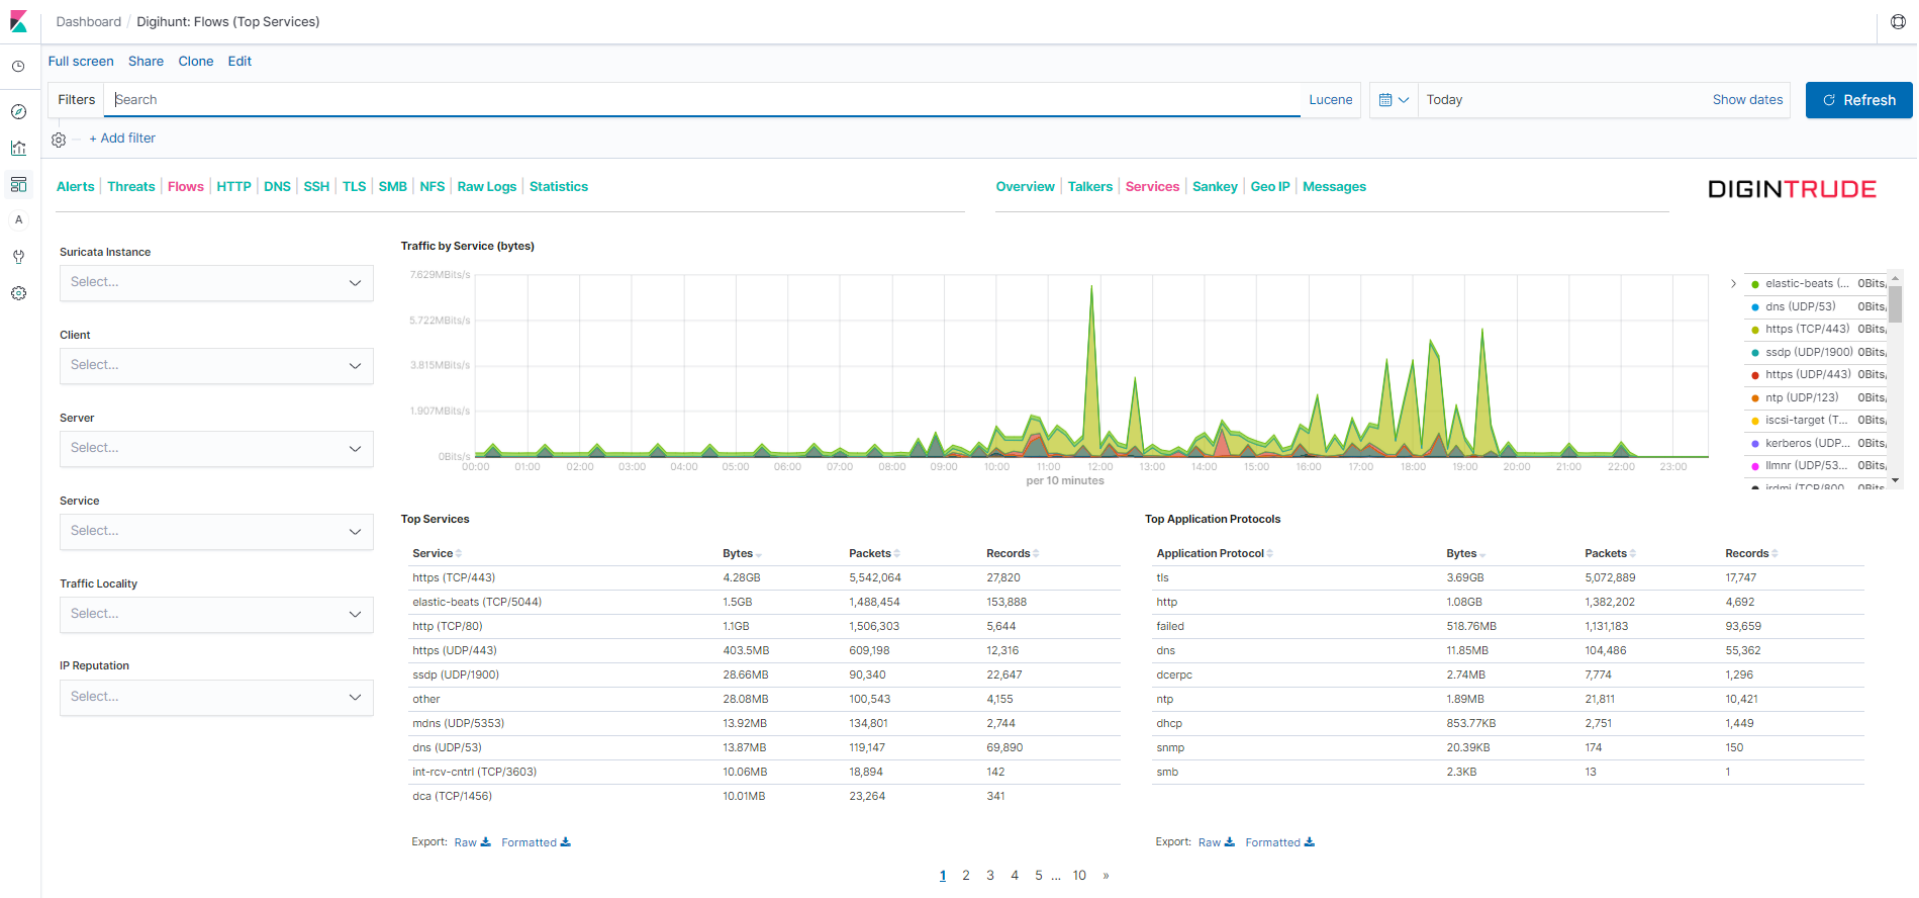 Dashboard / Digihunt: Flows (Top Services)
Full screen Share Clone Edit
Filters Search Lucene Today Show dates Refresh
+ Add filter
Alerts Threats Flows HTTP DNS SSH TLS SMB NFS Raw Logs Statistics
Overview Talkers Services Sankey Geo IP Messages
DIGINTRUDE
A
Suricata Instance
Select...
Client
Select...
Server
Select...
Service
Select...
Traffic Locality
Select...
IP Reputation
Select...
Traffic by Service (bytes)
7.629MBits/s
5.722MBits/s
3.815MBits/s
1.907MBits/s
0Bits/s
00:00 01:00 02:00 03:00 04:00 05:00 06:00 07:00 08:00 09:00 10:00 11:00 12:00 13:00 14:00 15:00 16:00 17:00 18:00 19:00 20:00 21:00 22:00 23:00
per 10 minutes
elastic-beats (... 0Bits/
dns (UDP/53) 0Bits/
https (TCP/443) 0Bits/
ssdp (UDP/1900) 0Bits/
https (UDP/443) 0Bits/
ntp (UDP/123) 0Bits/
iscsi-target (T... 0Bits/
kerberos (UDP... 0Bits/
llmnr (UDP/53... 0Bits/
irdmi (TCP/800 0Bits
Top Services
Service Bytes Packets Records
https (TCP/443) 4.28GB 5,542,064 27,820
elastic-beats (TCP/5044) 1.5GB 1,488,454 153,888
http (TCP/80) 1.1GB 1,506,303 5,644
https (UDP/443) 403.5MB 609,198 12,316
ssdp (UDP/1900) 28.66MB 90,340 22,647
other 28.08MB 100,543 4,155
mdns (UDP/5353) 13.92MB 134,801 2,744
dns (UDP/53) 13.87MB 119,147 69,890
int-rcv-cntrl (TCP/3603) 10.06MB 18,894 142
dca (TCP/1456) 10.01MB 23,264 341
Export: Raw Formatted
Top Application Protocols
Application Protocol Bytes Packets Records
tls 3.69GB 5,072,889 17,747
http 1.08GB 1,382,202 4,692
failed 518.76MB 1,131,183 93,659
dns 11.85MB 104,486 55,362
dcerpc 2.74MB 7,774 1,296
ntp 1.89MB 21,811 10,421
dhcp 853.77KB 2,751 1,449
snmp 20.39KB 174 150
smb 2.3KB 13 1
Export: Raw Formatted
1 2 3 4 5 ... 10 »